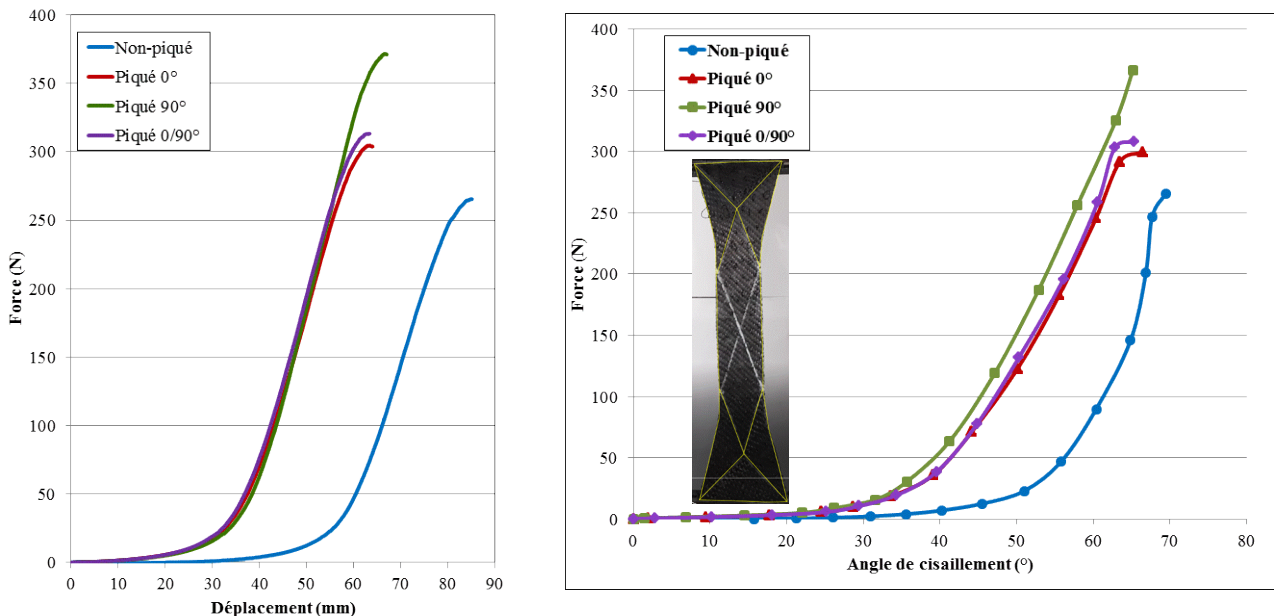 400
350
300
250
200
150
100
50
0
Force (N)
Non-piqué
Piqué 0°
Piqué 90°
Piqué 0/90°
0 10 20 30 40 50 60 70 80 90
Déplacement (mm)
400
350
300
250
200
150
100
50
0
Force (N)
Non-piqué
Piqué 0°
Piqué 90°
Piqué 0/90°
0 10 20 30 40 50 60 70 80
Angle de cisaillement (°)